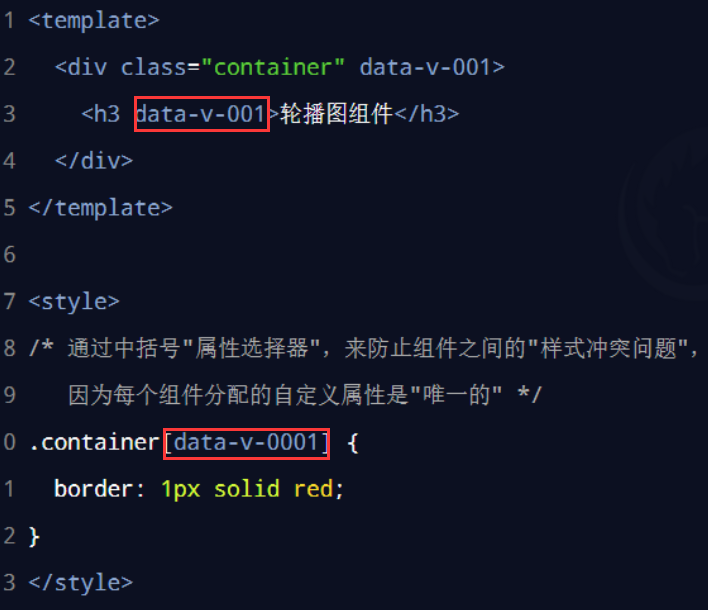 1 <template>
2 <div class="container" data-v-001>
3 <h3 data-v-001>轮播图组件</h3>
4 </div>
5 </template>
6
7 <style>
8 /* 通过中括号"属性选择器"，来防止组件之间的"样式冲突问题"，
9 因为每个组件分配的自定义属性是"唯一的" */
0 .container[data-v-0001] {
1 border: 1px solid red;
2 }
3 </style>